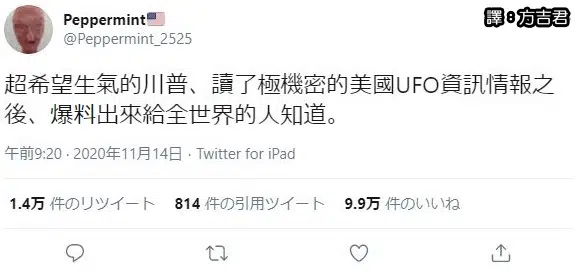 Peppermint🇺🇸
譯:方吉君
@Peppermint_2525
超希望生氣的川普、讀了極機密的美國UFO資訊情報之
後、爆料出來給全世界的人知道。
午前9:20 · 2020年11月14日 · Twitter for iPad
1.4万 件のリツイート 814 件の引用ツイート 9.9万 件のいいね